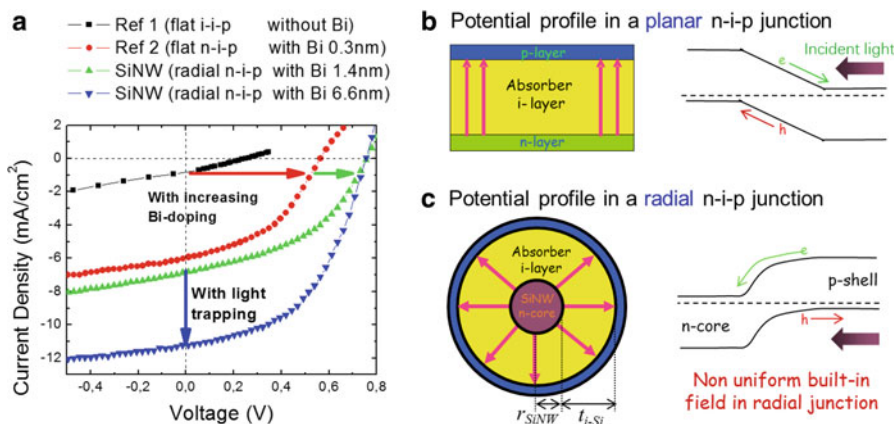 a
Ref 1 (flat i-i-p without Bi)
Ref 2 (flat n-i-p with Bi 0.3nm)
SiNW (radial n-i-p with Bi 1.4nm)
SiNW (radial n-i-p with Bi 6.6nm)
2
0
-2
-4
-6
-8
-10
-12
Current Density (mA/cm²)
With increasing
Bi-doping
With light
trapping
-0,4 -0,2 0,0 0,2 0,4 0,6 0,8
Voltage (V)
b Potential profile in a planar n-i-p junction
p-layer
Absorber
i-layer
n-layer
e
Incident light
h
c Potential profile in a radial n-i-p junction
Absorber
i-layer
SiNW
n-core
r_SiNW t_i-Si
e
p-shell
n-core
h
Non uniform built-in
field in radial junction